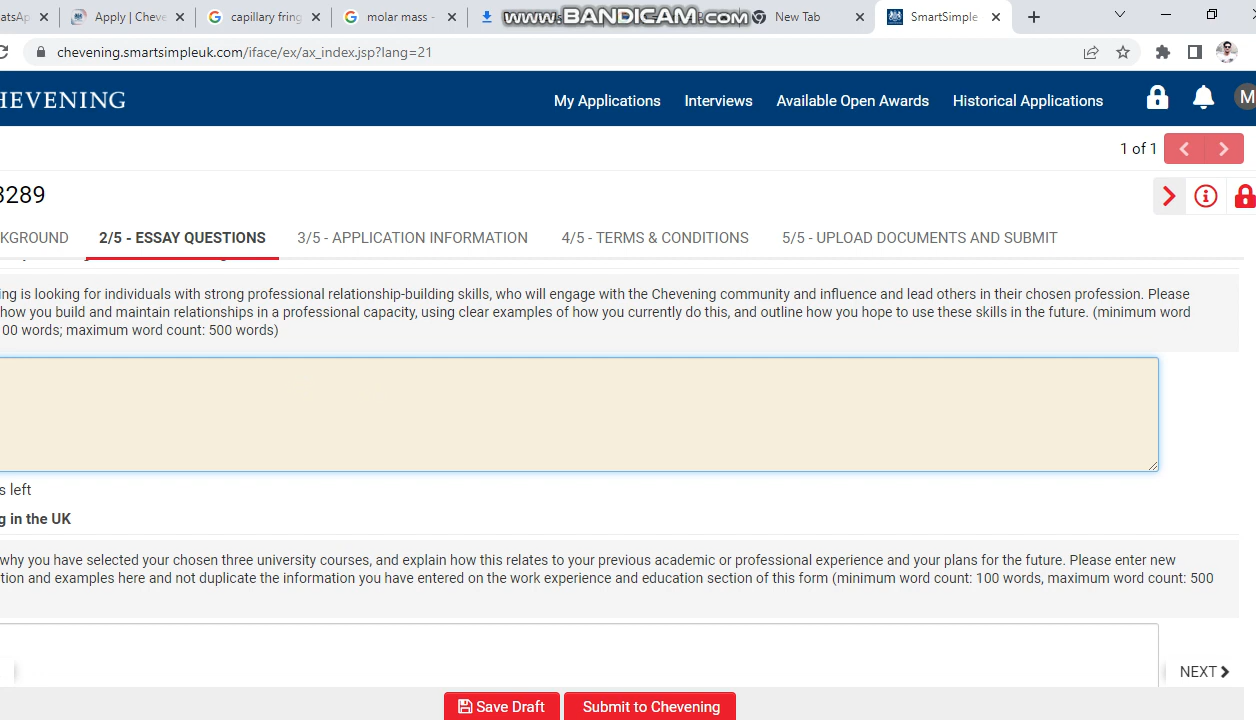 atsAp
Apply | Cheve
capillary fring
molar mass -
www.BANDICAM.com
New Tab
SmartSimple
chevening.smartsimpleuk.com/iface/ex/ax_index.jsp?lang=21
HEVENING
My Applications
Interviews
Available Open Awards
Historical Applications
M
1 of 1
3289
KGROUND
2/5 - ESSAY QUESTIONS
3/5 - APPLICATION INFORMATION
4/5 - TERMS & CONDITIONS
5/5 - UPLOAD DOCUMENTS AND SUBMIT
ing is looking for individuals with strong professional relationship-building skills, who will engage with the Chevening community and influence and lead others in their chosen profession. Please
how you build and maintain relationships in a professional capacity, using clear examples of how you currently do this, and outline how you hope to use these skills in the future. (minimum word
100 words; maximum word count: 500 words)
s left
g in the UK
why you have selected your chosen three university courses, and explain how this relates to your previous academic or professional experience and your plans for the future. Please enter new
tion and examples here and not duplicate the information you have entered on the work experience and education section of this form (minimum word count: 100 words, maximum word count: 500
NEXT
Save Draft
Submit to Chevening